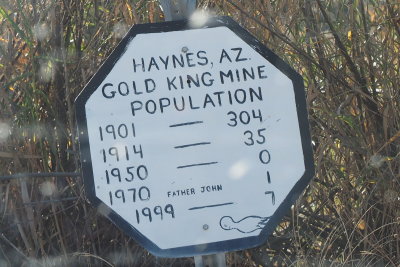 HAYNES, AZ.
GOLD KING MINE
POPULATION
1901 — 304
1914 — 35
1950 — 0
1970 FATHER JOHN 1
1999 — 7